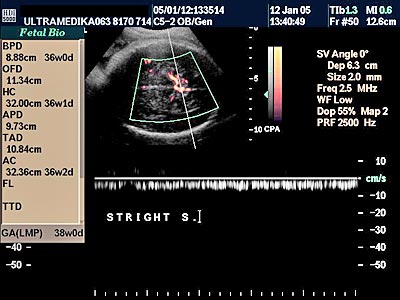 ULTRAMEDIKA063 8170 714
05/01/12:133514
C5-2 OB/Gen
12 Jan 05
13:40:49
TIb1.3 MI 0.6
Fr #50 12.6cm
Fetal Bio
BPD
8.88cm 36w0d
OFD
11.34cm
HC
32.00cm 36w1d
APD
9.73cm
TAD
10.84cm
AC
32.36cm 36w2d
FL
TTD
GA(LMP) 38w0d
5
10 CPA
SV Angle 0°
Dep 6.3 cm
Size 2.0 mm
Freq 2.5 MHz
WF Low
Dop 55% Map 2
PRF 2500 Hz
10
cm/s
-10
-20
-30
-40
-50
-40
-50
STRIGHT S.